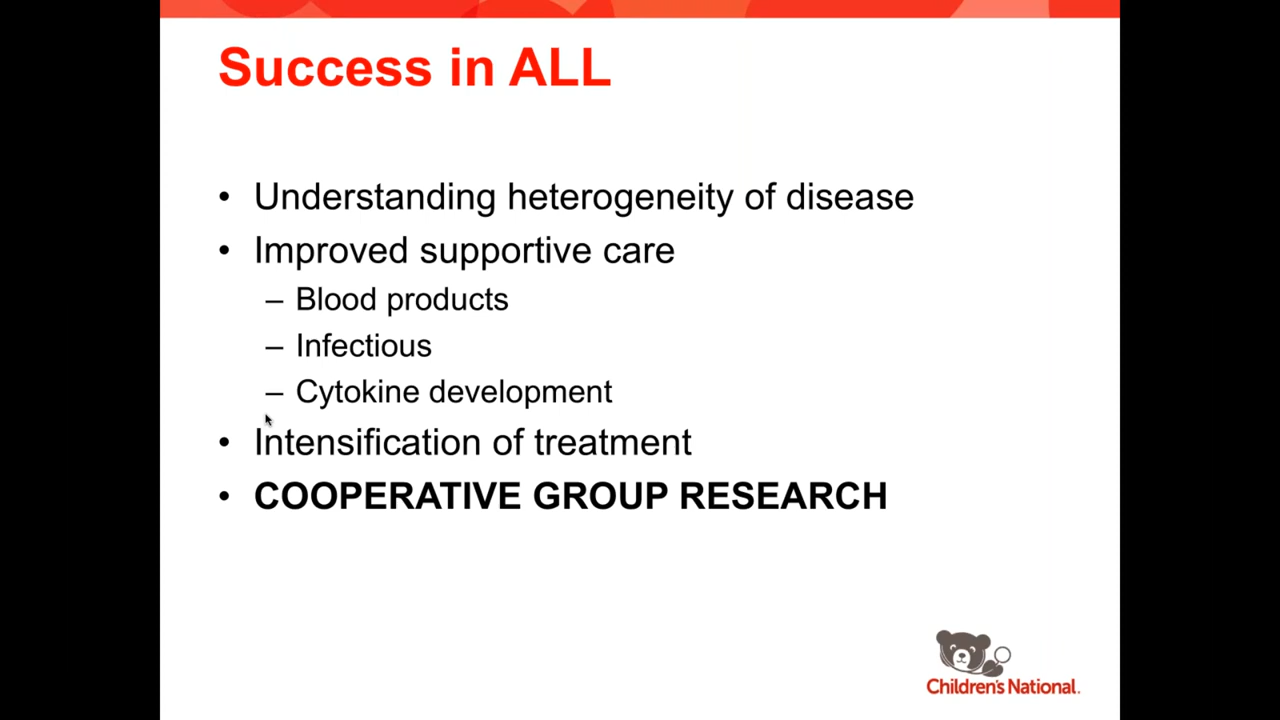 Success in ALL
• Understanding heterogeneity of disease
• Improved supportive care
– Blood products
– Infectious
– Cytokine development
• Intensification of treatment
• COOPERATIVE GROUP RESEARCH
Children's National.